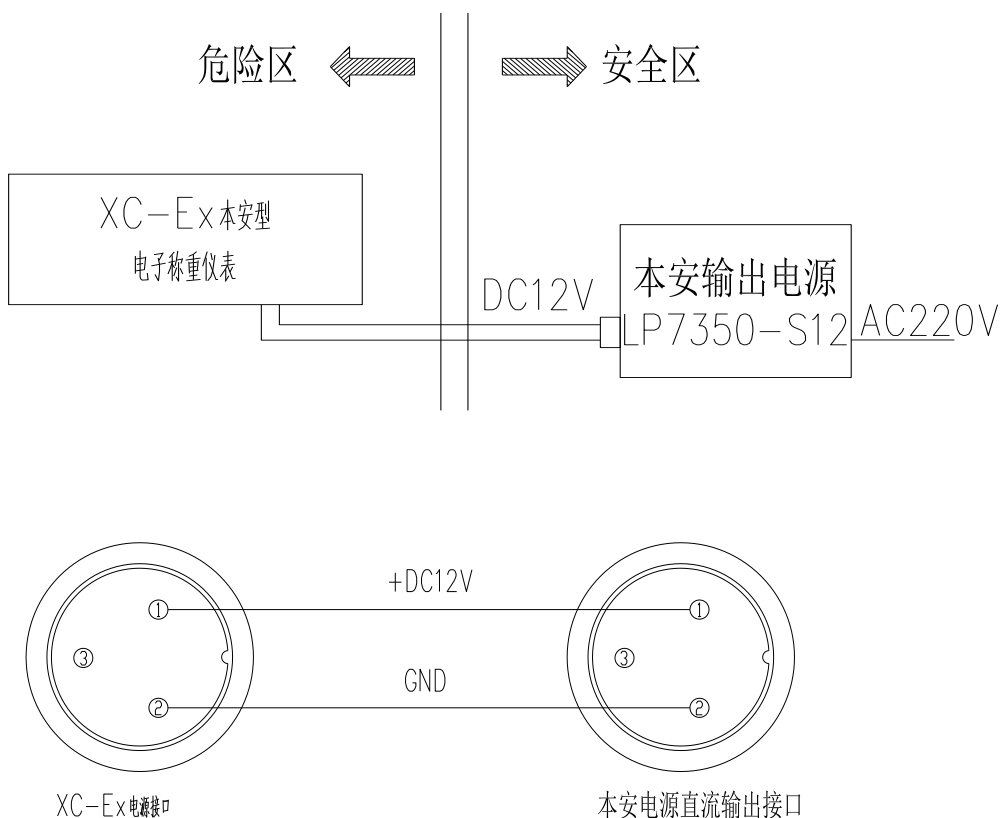 危险区 安全区
XC-Ex本安型
电子称重仪表
DC12V
本安输出电源
LP7350-S12
AC220V
+DC12V
① ①
③ ③
GND
② ②
XC-Ex电源接口 本安电源直流输出接口